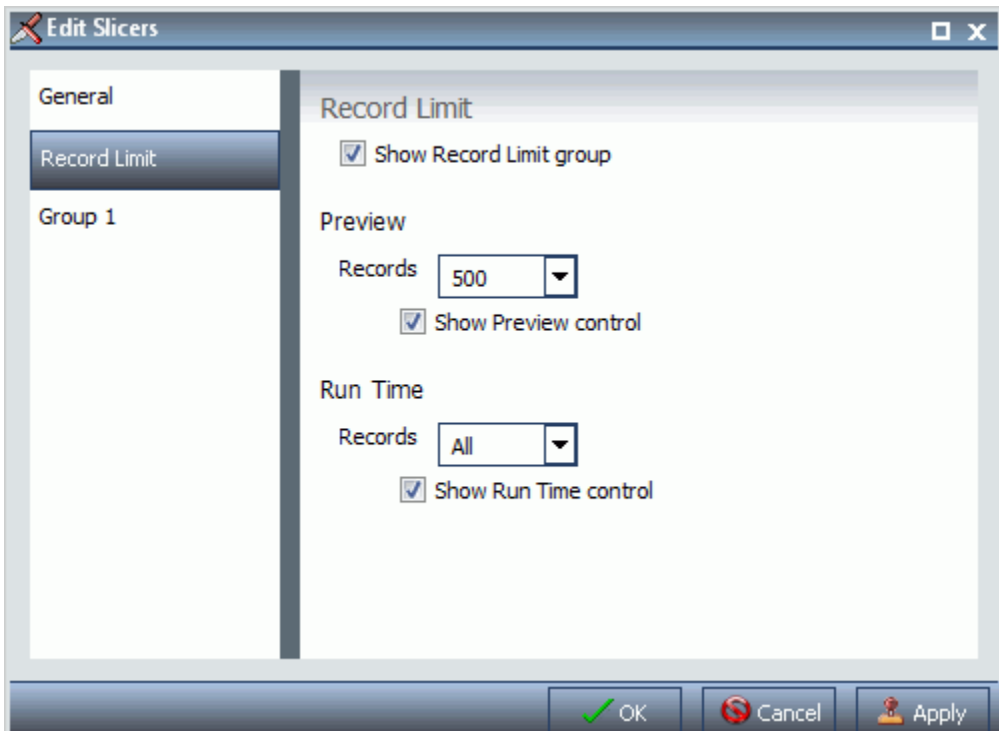 Edit Slicers
General
Record Limit
Group 1
Record Limit
Show Record Limit group
Preview
Records 500
Show Preview control
Run Time
Records All
Show Run Time control
OK Cancel Apply